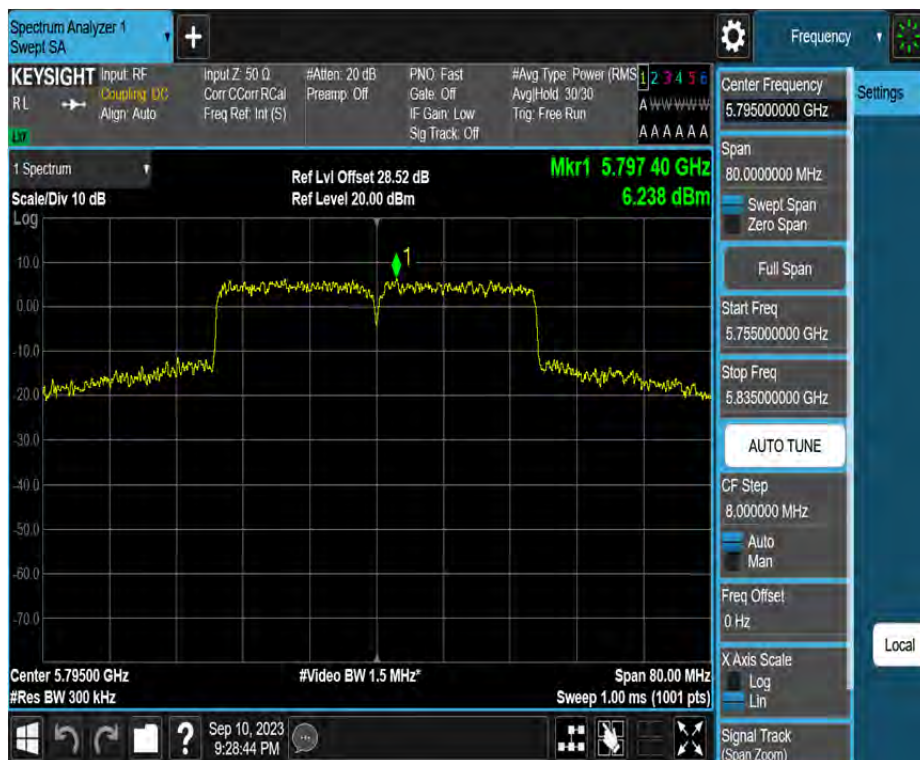 Spectrum Analyzer 1
Swept SA
Frequency
KEYSIGHT
RL
Input: RF
Coupling: DC
Align: Auto
Input Z: 50 Ω
Corr CCorr RCal
Freq Ref: Int (S)
#Atten: 20 dB
Preamp: Off
PNO: Fast
Gate: Off
IF Gain: Low
Sig Track: Off
#Avg Type: Power (RMS
Avg|Hold: 30/30
Trig: Free Run
1 2 3 4 5 6
A W W W W W
A A A A A A
1 Spectrum
Scale/Div 10 dB
Log
Ref Lvl Offset 28.52 dB
Ref Level 20.00 dBm
Mkr1 5.797 40 GHz
6.238 dBm
1
10.0
0.00
-10.0
-20.0
-30.0
-40.0
-50.0
-60.0
-70.0
Center 5.79500 GHz
#Res BW 300 kHz
#Video BW 1.5 MHz*
Span 80.00 MHz
Sweep 1.00 ms (1001 pts)
?
Sep 10, 2023
9:28:44 PM
Center Frequency
5.795000000 GHz
Span
80.0000000 MHz
Swept Span
Zero Span
Full Span
Start Freq
5.755000000 GHz
Stop Freq
5.835000000 GHz
AUTO TUNE
CF Step
8.000000 MHz
Auto
Man
Freq Offset
0 Hz
X Axis Scale
Log
Lin
Signal Track
(Span Zoom)
Settings
Local